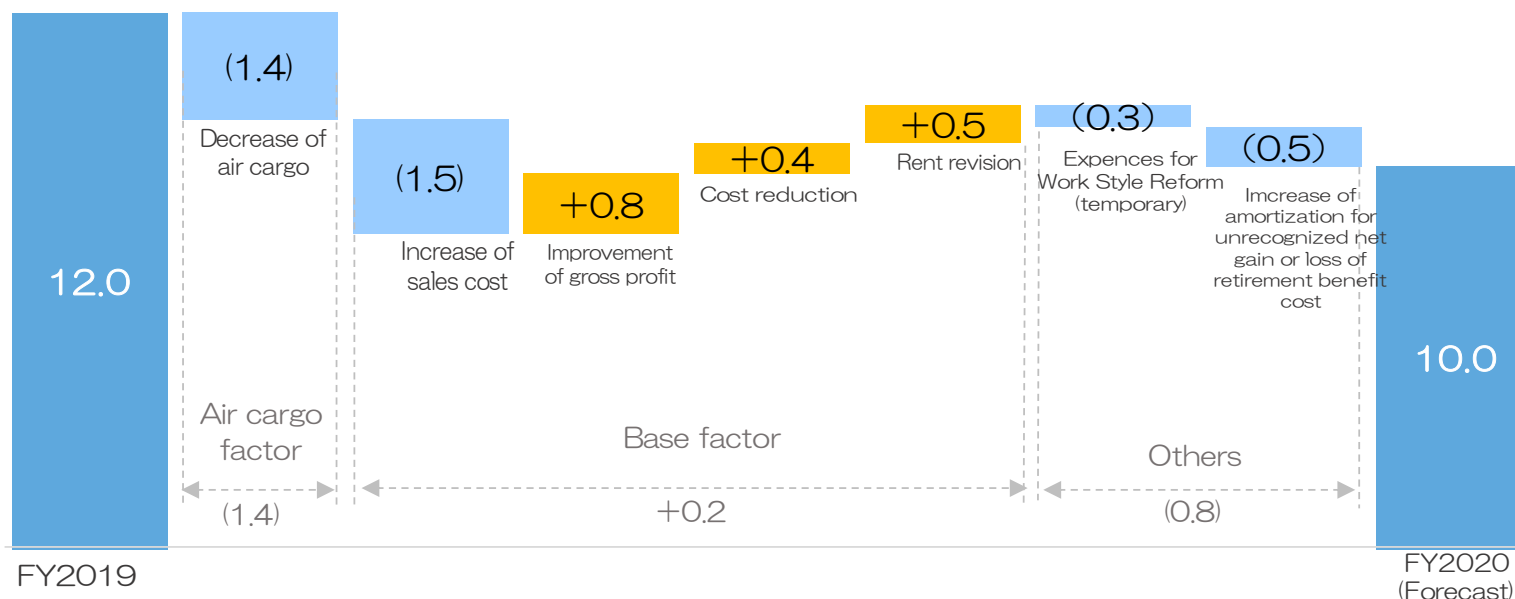 12.0
FY2019
(1.4)
Decrease of
air cargo
(1.5)
Increase of
sales cost
+0.8
Improvement
of gross profit
+0.4
Cost reduction
+0.5
Rent revision
(0.3)
Expences for
Work Style Reform
(temporary)
(0.5)
Imcrease of
amortization for
unrecognized net
gain or loss of
retirement benefit
cost
10.0
FY2020
(Forecast)
Air cargo
factor
(1.4)
Base factor
+0.2
Others
(0.8)